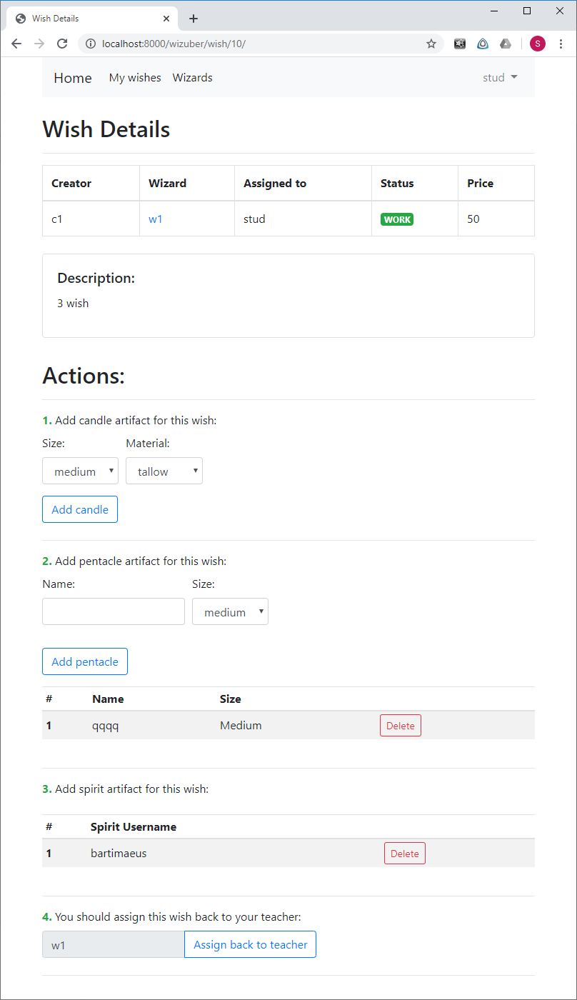 Wish Details
localhost:8000/wizuber/wish/10/
S
Home My wishes Wizards stud
Wish Details
Creator Wizard Assigned to Status Price
c1 w1 stud WORK 50
Description:
3 wish
Actions:
1. Add candle artifact for this wish:
Size: Material:
medium tallow
Add candle
2. Add pentacle artifact for this wish:
Name: Size:
medium
Add pentacle
# Name Size
1 qqqq Medium Delete
3. Add spirit artifact for this wish:
# Spirit Username
1 bartimaeus Delete
4. You should assign this wish back to your teacher:
w1 Assign back to teacher